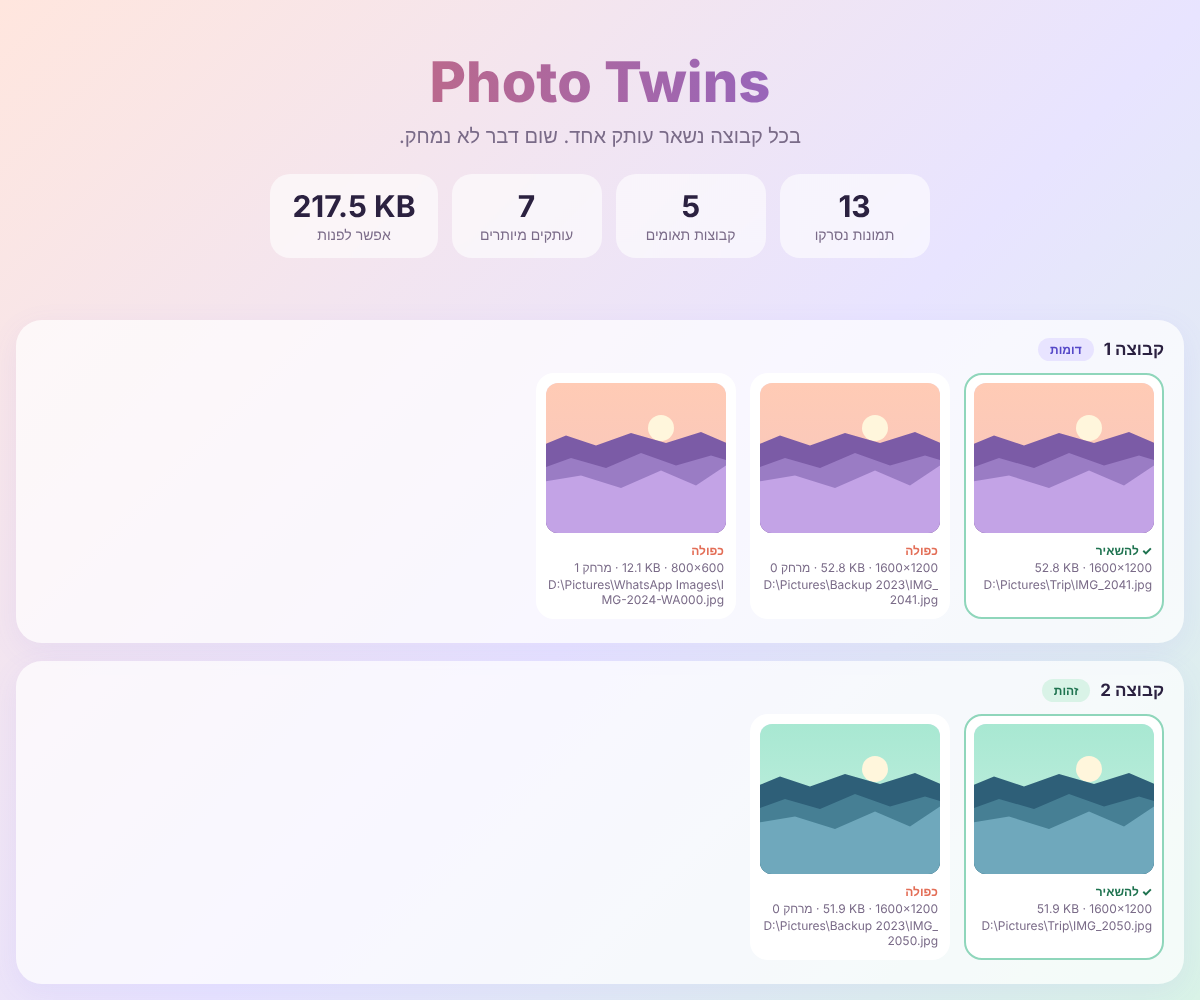 Photo Twins
בכל קבוצה נשאר עותק אחד. שום דבר לא נמחק.
13
תמונות נסרקו
5
קבוצות תאומים
7
עותקים מיותרים
217.5 KB
אפשר לפנות
קבוצה 1
דומות
✓ להשאיר
1600×1200 · 52.8 KB
D:\Pictures\Trip\IMG_2041.jpg
כפולה
1600×1200 · 52.8 KB · מרחק 0
D:\Pictures\Backup 2023\IMG_
2041.jpg
כפולה
800×600 · 12.1 KB · מרחק 1
D:\Pictures\WhatsApp Images\I
MG-2024-WA000.jpg
קבוצה 2
זהות
✓ להשאיר
1600×1200 · 51.9 KB
D:\Pictures\Trip\IMG_2050.jpg
כפולה
1600×1200 · 51.9 KB · מרחק 0
D:\Pictures\Backup 2023\IMG_
2050.jpg